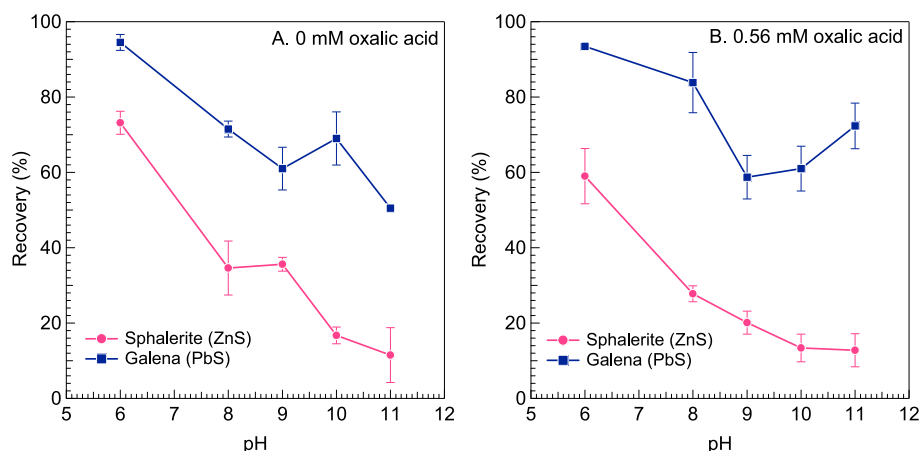 A. 0 mM oxalic acid
Recovery (%)
100
80
60
40
20
0
Sphalerite (ZnS)
Galena (PbS)
5 6 7 8 9 10 11 12
pH
B. 0.56 mM oxalic acid
Recovery (%)
100
80
60
40
20
0
Sphalerite (ZnS)
Galena (PbS)
5 6 7 8 9 10 11 12
pH